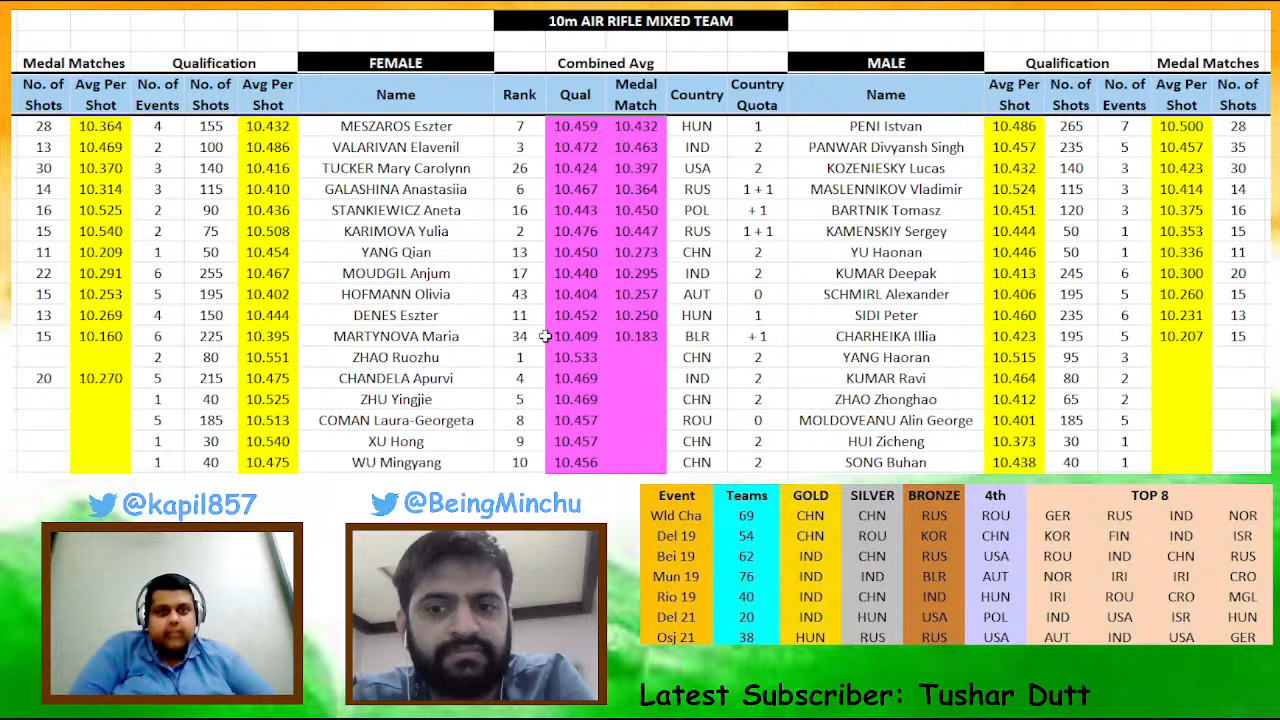 10m AIR RIFLE MIXED TEAM
Medal Matches Qualification FEMALE Combined Avg MALE Qualification Medal Matches
No. of Shots Avg Per Shot No. of Events No. of Shots Avg Per Shot Name Rank Qual Medal Match Country Country Quota Name Avg Per Shot No. of Shots No. of Events Avg Per Shot No. of Shots
28 10.364 4 155 10.432 MESZAROS Eszter 7 10.459 10.432 HUN 1 PENI Istvan 10.486 265 7 10.500 28
13 10.469 2 100 10.486 VALARIVAN Elavenil 3 10.472 10.463 IND 2 PANWAR Divyansh Singh 10.457 235 5 10.457 35
30 10.370 3 140 10.416 TUCKER Mary Carolynn 26 10.424 10.397 USA 2 KOZENIESKY Lucas 10.432 140 3 10.423 30
14 10.314 3 115 10.410 GALASHINA Anastasiia 6 10.467 10.364 RUS 1 + 1 MASLENNIKOV Vladimir 10.524 115 3 10.414 14
16 10.525 2 90 10.436 STANKIEWICZ Aneta 16 10.443 10.450 POL + 1 BARTNIK Tomasz 10.451 120 3 10.375 16
15 10.540 2 75 10.508 KARIMOVA Yulia 2 10.476 10.447 RUS 1 + 1 KAMENSKIY Sergey 10.444 50 1 10.353 15
11 10.209 1 50 10.454 YANG Qian 13 10.450 10.273 CHN 2 YU Haonan 10.446 50 1 10.336 11
22 10.291 6 255 10.467 MOUDGIL Anjum 17 10.440 10.295 IND 2 KUMAR Deepak 10.413 245 6 10.300 20
15 10.253 5 195 10.402 HOFMANN Olivia 43 10.404 10.257 AUT 0 SCHMIRL Alexander 10.406 195 5 10.260 15
13 10.269 4 150 10.444 DENES Eszter 11 10.452 10.250 HUN 1 SIDI Peter 10.460 235 6 10.231 13
15 10.160 6 225 10.395 MARTYNOVA Maria 34 10.409 10.183 BLR + 1 CHARHEIKA Illia 10.423 195 5 10.207 15
2 80 10.551 ZHAO Ruozhu 1 10.533 CHN 2 YANG Haoran 10.515 95 3
20 10.270 5 215 10.475 CHANDELA Apurvi 4 10.469 IND 2 KUMAR Ravi 10.464 80 2
1 40 10.525 ZHU Yingjie 5 10.469 CHN 2 ZHAO Zhonghao 10.412 65 2
5 185 10.513 COMAN Laura-Georgeta 8 10.457 ROU 0 MOLDOVEANU Alin George 10.401 185 5
1 30 10.540 XU Hong 9 10.457 CHN 2 HUI Zicheng 10.373 30 1
1 40 10.475 WU Mingyang 10 10.456 CHN 2 SONG Buhan 10.438 40 1
@kapil857
@BeingMinchu
Event Teams GOLD SILVER BRONZE 4th TOP 8
Wld Cha 69 CHN CHN RUS ROU GER RUS IND NOR
Del 19 54 CHN ROU KOR CHN KOR FIN IND ISR
Bei 19 62 IND CHN RUS USA ROU IND CHN RUS
Mun 19 76 IND IND BLR AUT NOR IRI IRI CRO
Rio 19 40 IND CHN IND HUN IRI ROU CRO MGL
Del 21 20 IND HUN USA POL IND USA ISR HUN
Osj 21 38 HUN RUS RUS USA AUT IND USA GER
Latest Subscriber: Tushar Dutt